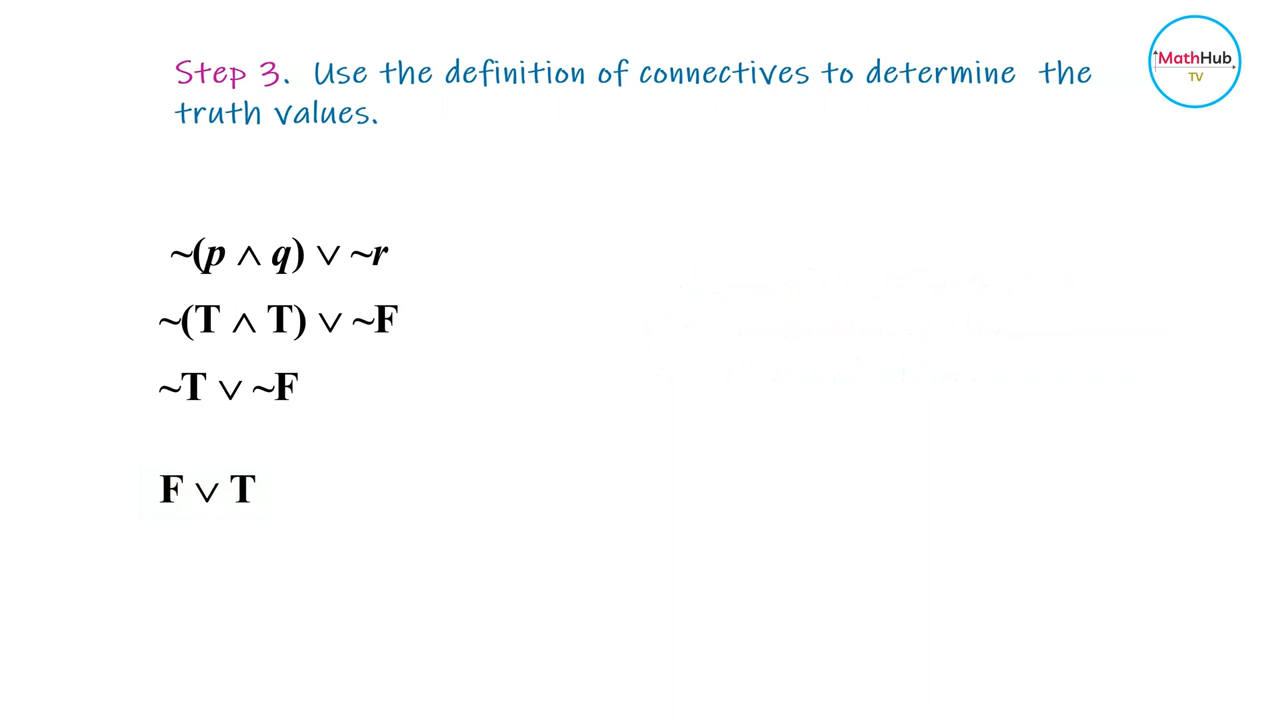 Step 3. Use the definition of connectives to determine the
truth values.
MathHub
TV
~(p ∧ q) ∨ ~r
~(T ∧ T) ∨ ~F
~T ∨ ~F
F ∨ T